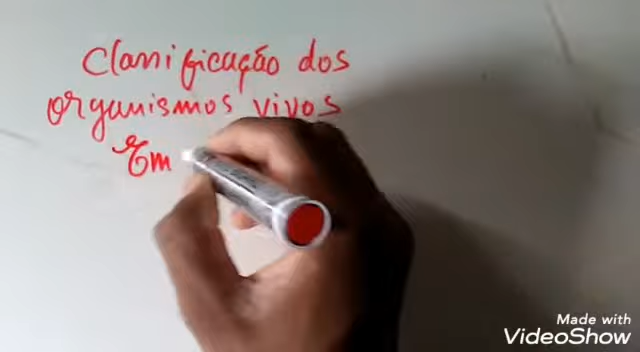 Classificação dos
organismos vivos
Em
Made with
VideoShow